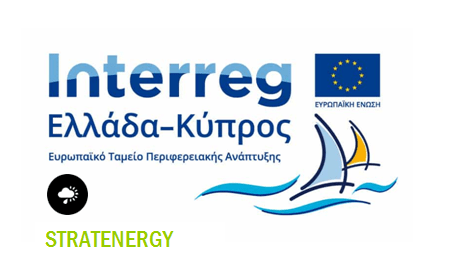 Interreg
ΕΥΡΩΠΑΪΚΗ ΕΝΩΣΗ
Ελλάδα–Κύπρος
Ευρωπαϊκό Ταμείο Περιφερειακής Ανάπτυξης
STRATENERGY